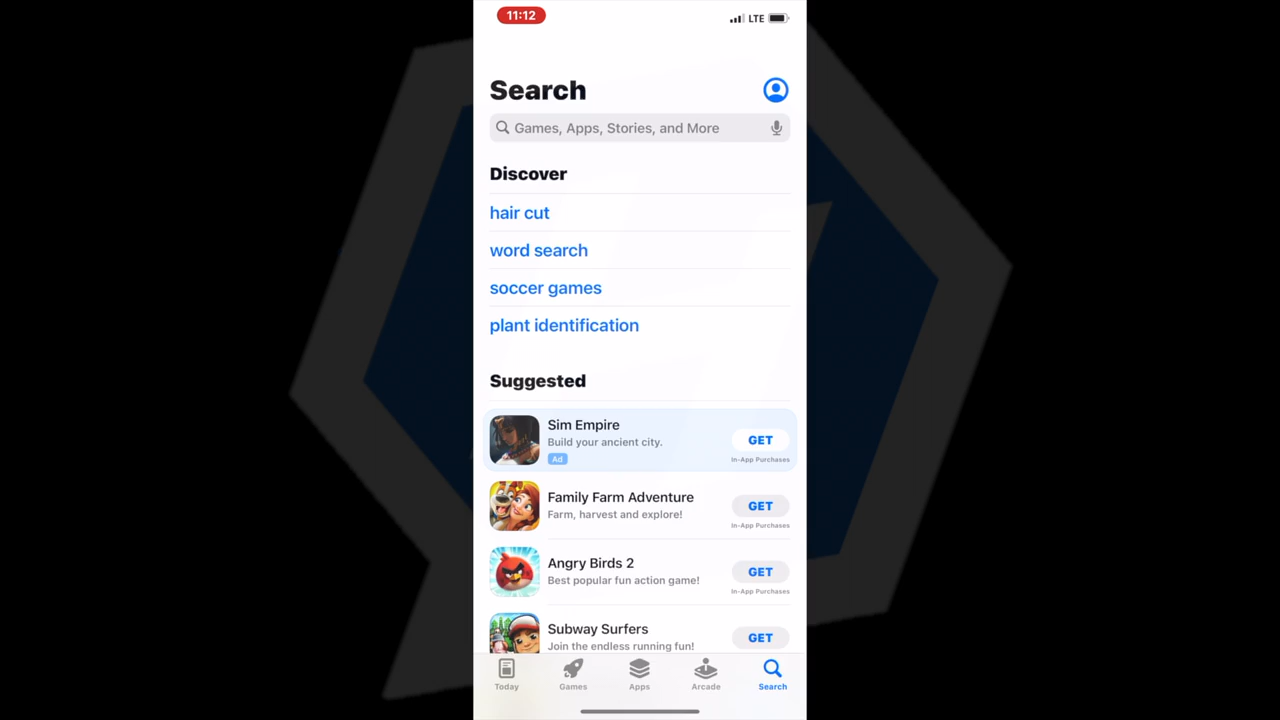 11:12
LTE
Search
Games, Apps, Stories, and More
Discover
hair cut
word search
soccer games
plant identification
Suggested
Sim Empire
Build your ancient city.
Ad
GET
In-App Purchases
Family Farm Adventure
Farm, harvest and explore!
GET
In-App Purchases
Angry Birds 2
Best popular fun action game!
GET
In-App Purchases
Subway Surfers
Join the endless running fun!
GET
Today
Games
Apps
Arcade
Search